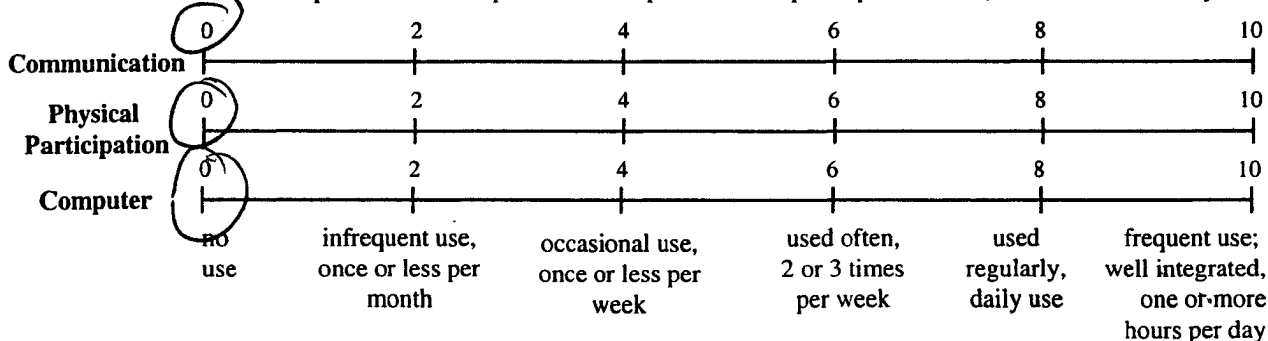 0 2 4 6 8 10
Communication
0 2 4 6 8 10
Physical
Participation
0 2 4 6 8 10
Computer
no infrequent use, occasional use, used often, used frequent use;
use once or less per once or less per 2 or 3 times regularly, well integrated,
month week per week daily use one or more
hours per day